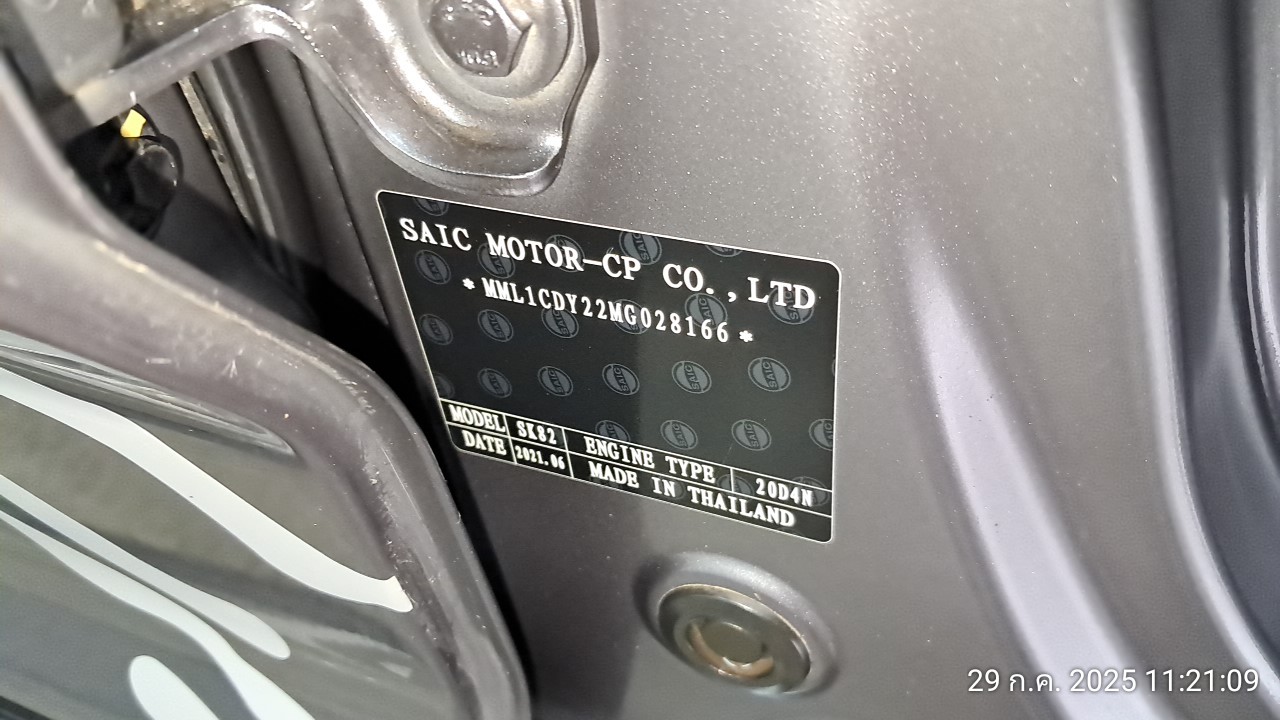 SAIC MOTOR-CP CO.,LTD
*MML1CDY22MG028166*
MODEL SK82 ENGINE TYPE 20D4N
DATE 2021.06 MADE IN THAILAND
29 ก.ค. 2025 11:21:09